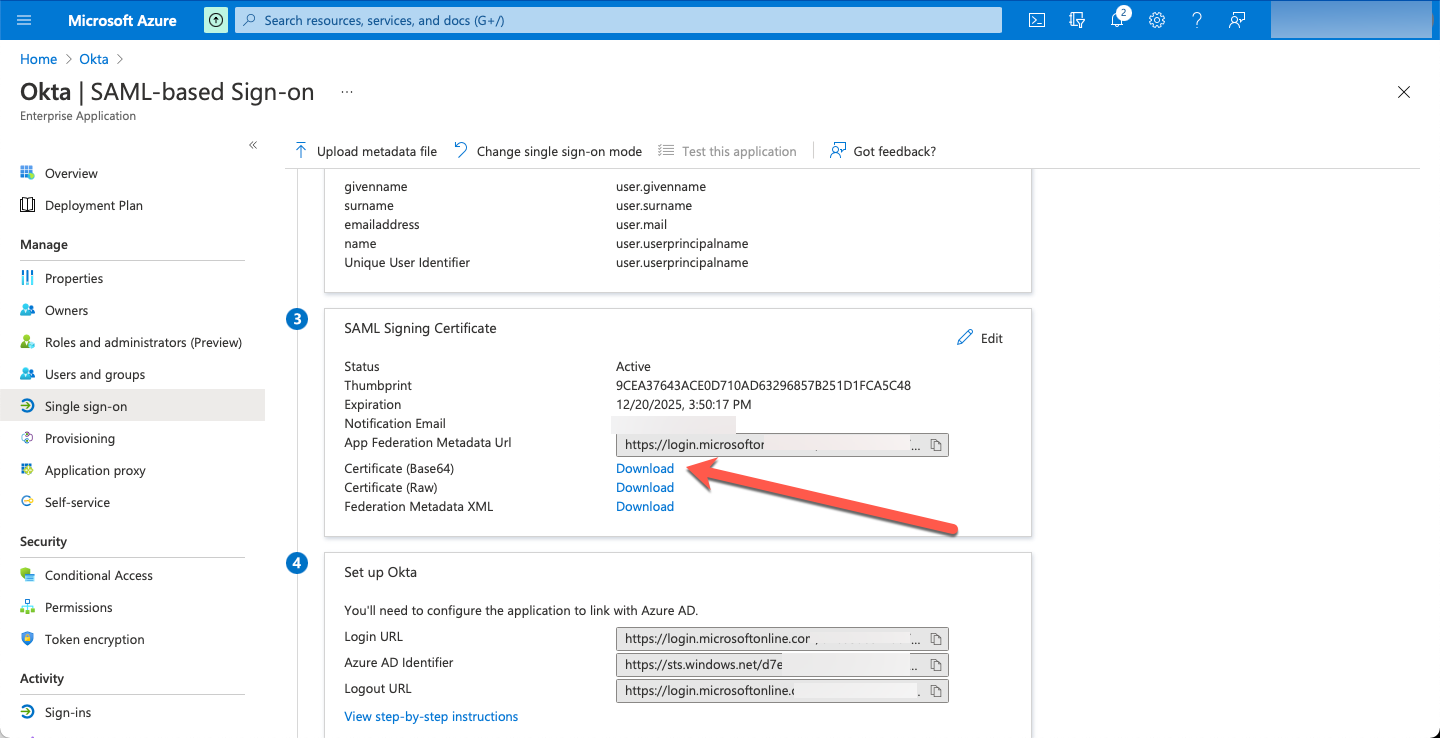 Microsoft Azure
Search resources, services, and docs (G+/)
2
Home > Okta >
Okta | SAML-based Sign-on ...
Enterprise Application
«
Upload metadata file
Change single sign-on mode
Test this application
Got feedback?
Overview
Deployment Plan
Manage
Properties
Owners
Roles and administrators (Preview)
Users and groups
Single sign-on
Provisioning
Application proxy
Self-service
Security
Conditional Access
Permissions
Token encryption
Activity
Sign-ins
givenname user.givenname
surname user.surname
emailaddress user.mail
name user.userprincipalname
Unique User Identifier user.userprincipalname
3
SAML Signing Certificate
Edit
Status Active
Thumbprint 9CEA37643ACE0D710AD63296857B251D1FCA5C48
Expiration 12/20/2025, 3:50:17 PM
Notification Email
App Federation Metadata Url https://login.microsoftor ...
Certificate (Base64) Download
Certificate (Raw) Download
Federation Metadata XML Download
4
Set up Okta
You'll need to configure the application to link with Azure AD.
Login URL https://login.microsoftonline.con ...
Azure AD Identifier https://sts.windows.net/d7e ..
Logout URL https://login.microsoftonline.c .
View step-by-step instructions